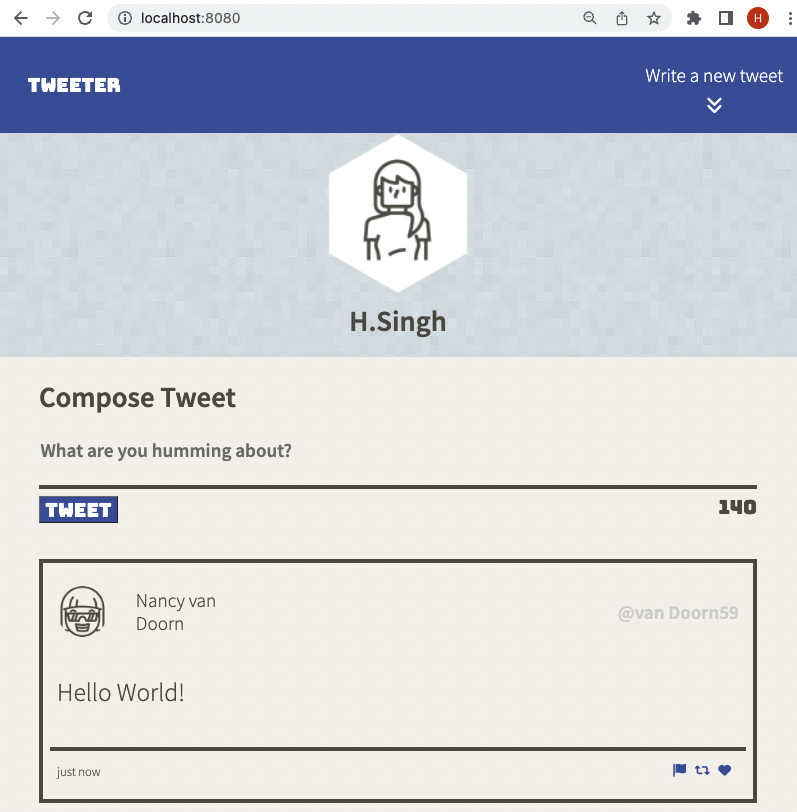 localhost:8080
H
TWEETER
Write a new tweet
H.Singh
Compose Tweet
What are you humming about?
TWEET
140
Nancy van
Doorn
@van Doorn59
Hello World!
just now